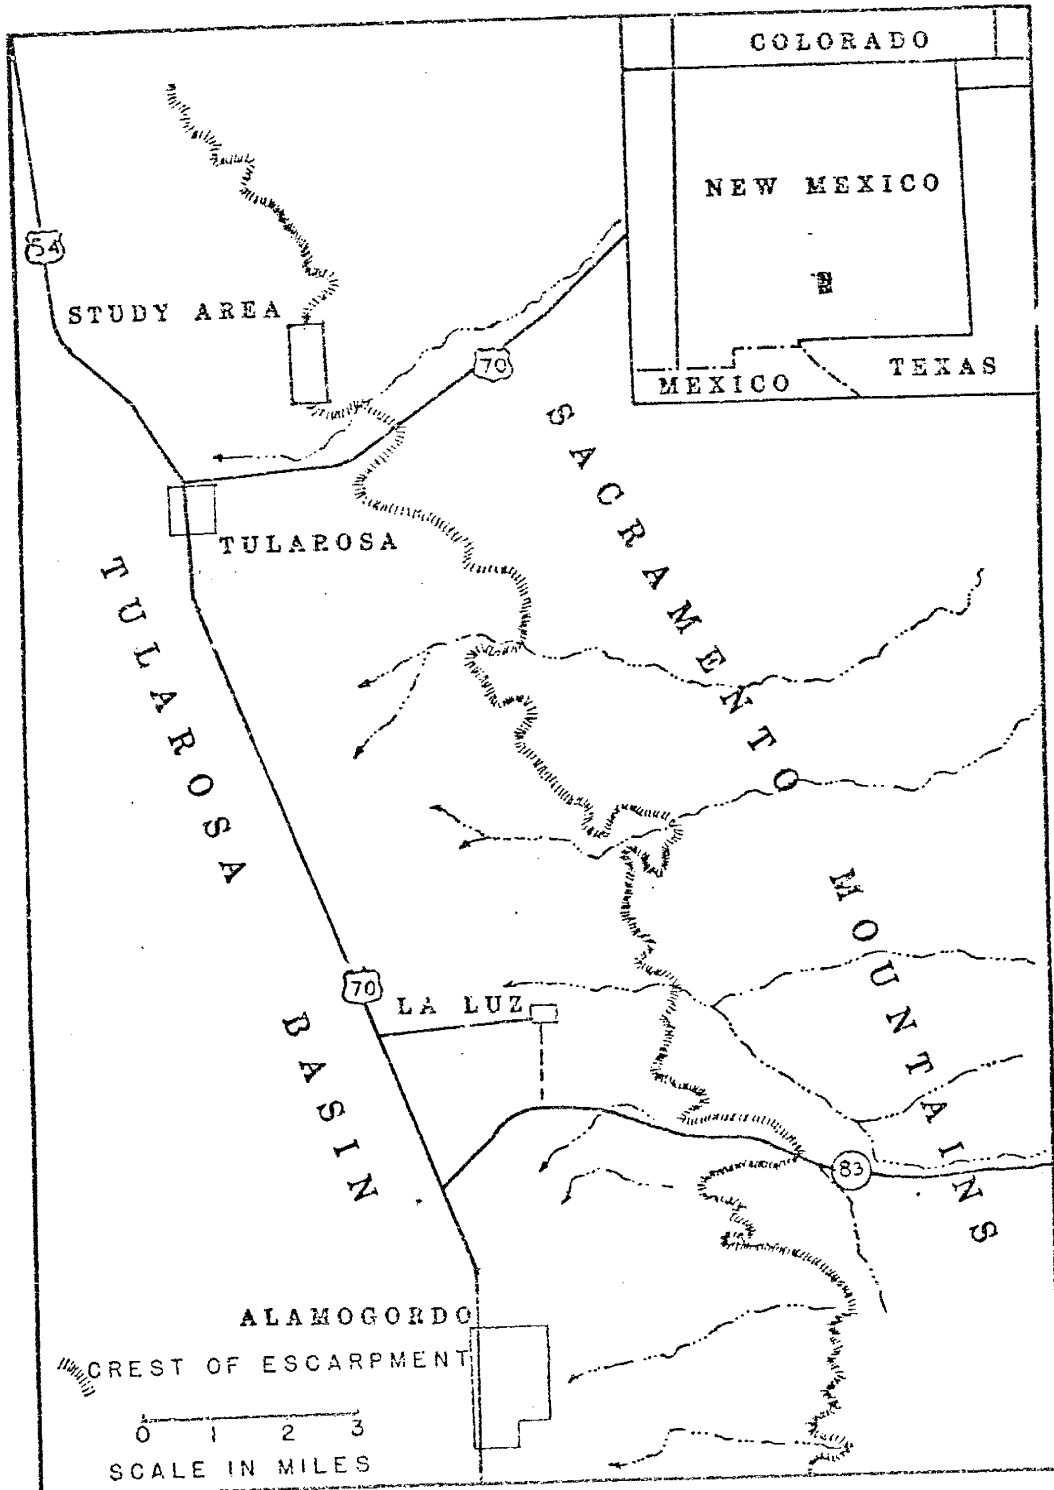 COLORADO
NEW MEXICO
54
STUDY AREA
70
TEXAS
MEXICO
SACRAMENTO
TULAROSA
TULAROSA
MOUNTAINS
70
LA LUZ
BASIN
83
ALAMOGORDO
CREST OF ESCARPMENT
0 1 2 3
SCALE IN MILES